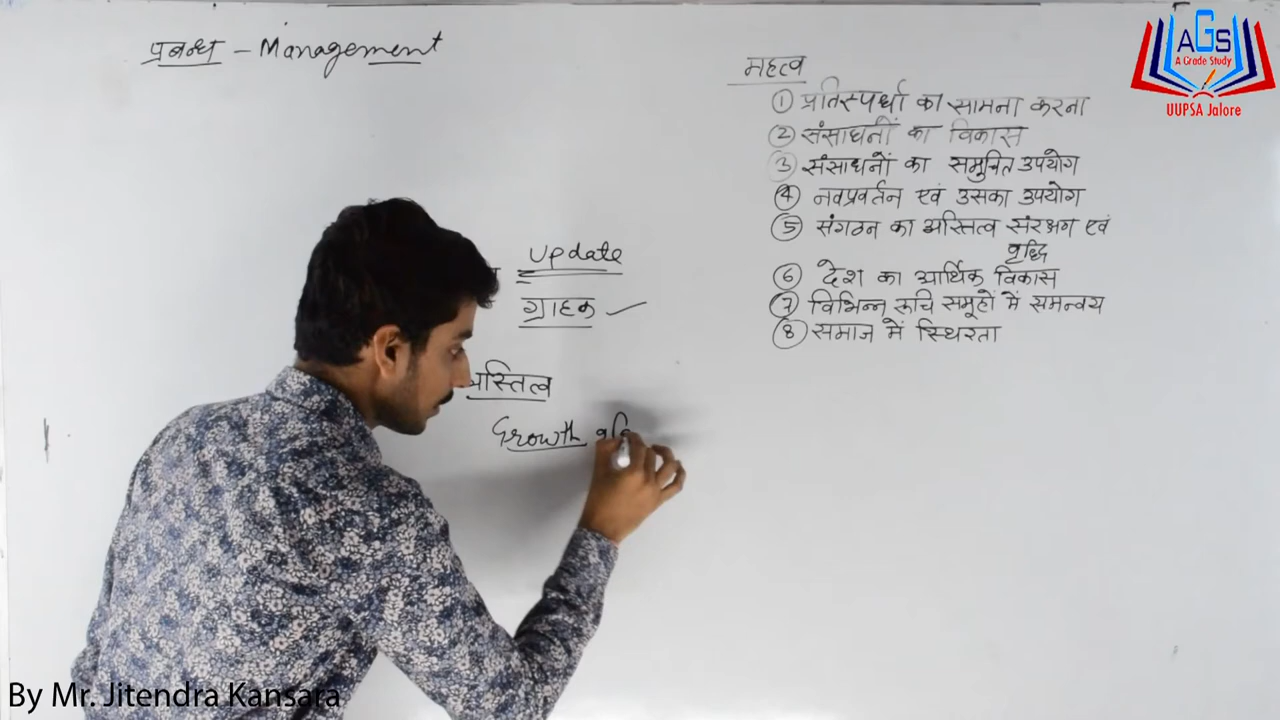 प्रबन्ध - Management
Update
ग्राहक
अस्तित्व
Growth
महत्व
① प्रतिस्पर्धा का सामना करना
② संसाधनों का विकास
③ संसाधनों का समुचित उपयोग
④ नवप्रवर्तन एवं उसका उपयोग
⑤ संगठन का अस्तित्व संरक्षण एवं
वृद्धि
⑥ देश का आर्थिक विकास
⑦ विभिन्न रूचि समूहों में समन्वय
⑧ समाज में स्थिरता
AGS
A Grade Study
UUPSA Jalore
By Mr. Jitendra Kansara